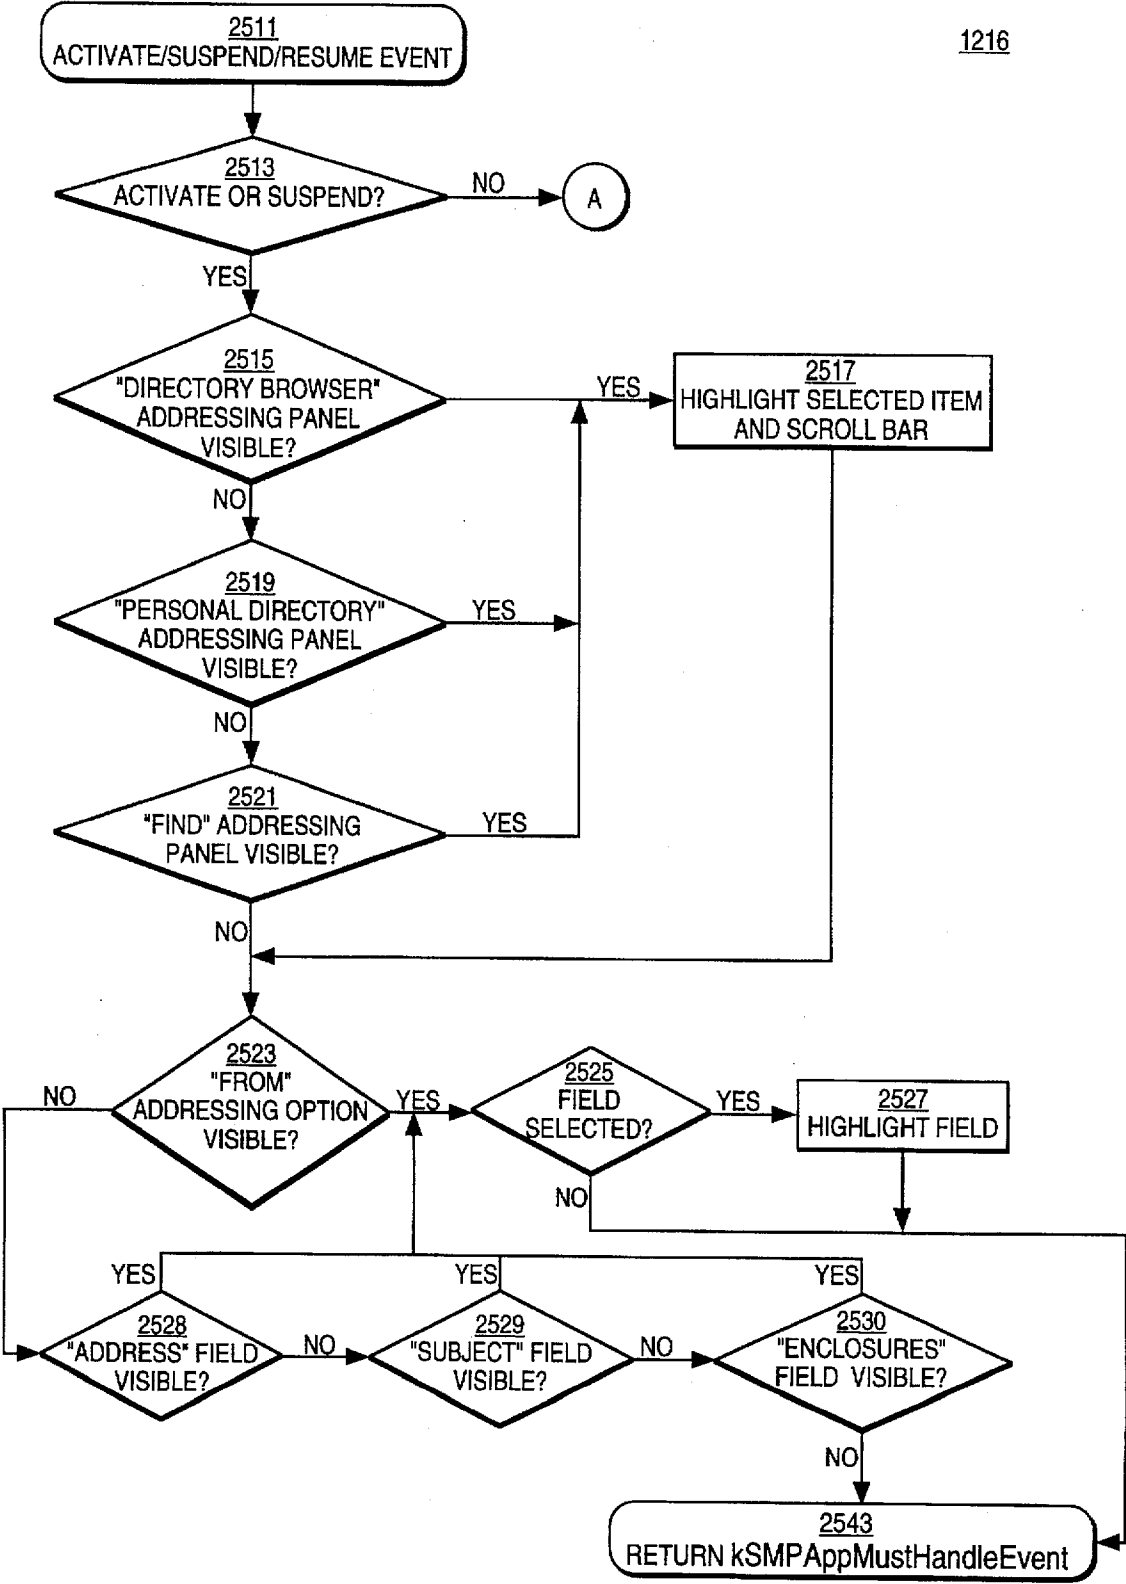 2511
ACTIVATE/SUSPEND/RESUME EVENT
1216
2513
ACTIVATE OR SUSPEND?
NO
A
YES
2515
"DIRECTORY BROWSER"
ADDRESSING PANEL
VISIBLE?
YES
2517
HIGHLIGHT SELECTED ITEM
AND SCROLL BAR
NO
2519
"PERSONAL DIRECTORY"
ADDRESSING PANEL
VISIBLE?
YES
NO
2521
"FIND" ADDRESSING
PANEL VISIBLE?
YES
NO
2523
"FROM"
ADDRESSING OPTION
VISIBLE?
NO
YES
2525
FIELD
SELECTED?
YES
2527
HIGHLIGHT FIELD
NO
YES
YES
YES
2528
"ADDRESS" FIELD
VISIBLE?
NO
2529
"SUBJECT" FIELD
VISIBLE?
NO
2530
"ENCLOSURES"
FIELD VISIBLE?
NO
2543
RETURN kSMPAppMustHandleEvent